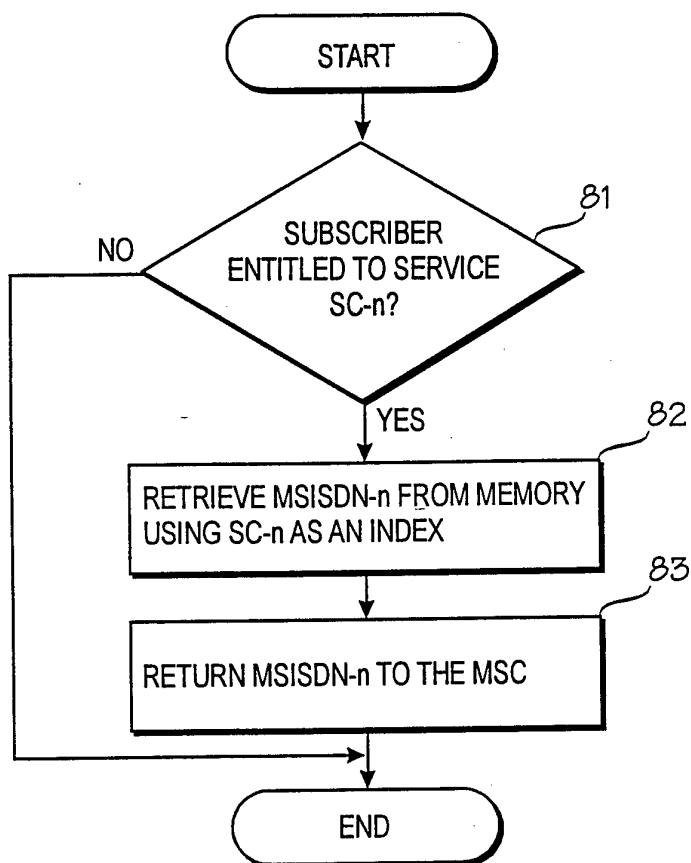 START
81
SUBSCRIBER
ENTITLED TO SERVICE
SC-n?
NO
YES
82
RETRIEVE MSISDN-n FROM MEMORY
USING SC-n AS AN INDEX
83
RETURN MSISDN-n TO THE MSC
END